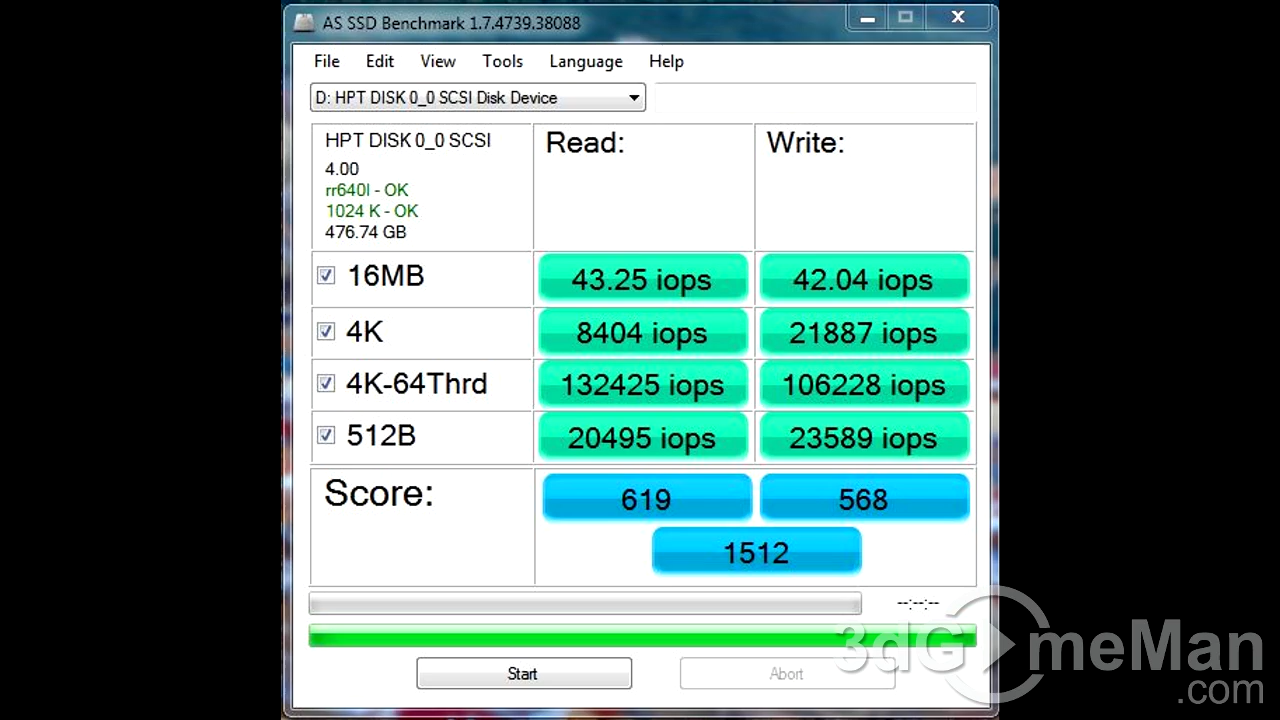 AS SSD Benchmark 1.7.4739.38088
File Edit View Tools Language Help
D: HPT DISK 0_0 SCSI Disk Device
HPT DISK 0_0 SCSI
4.00
rr640l - OK
1024 K - OK
476.74 GB
Read:
Write:
16MB 43.25 iops 42.04 iops
4K 8404 iops 21887 iops
4K-64Thrd 132425 iops 106228 iops
512B 20495 iops 23589 iops
Score: 619 568
1512
--:--:--
Start Abort
3dGameMan
.com